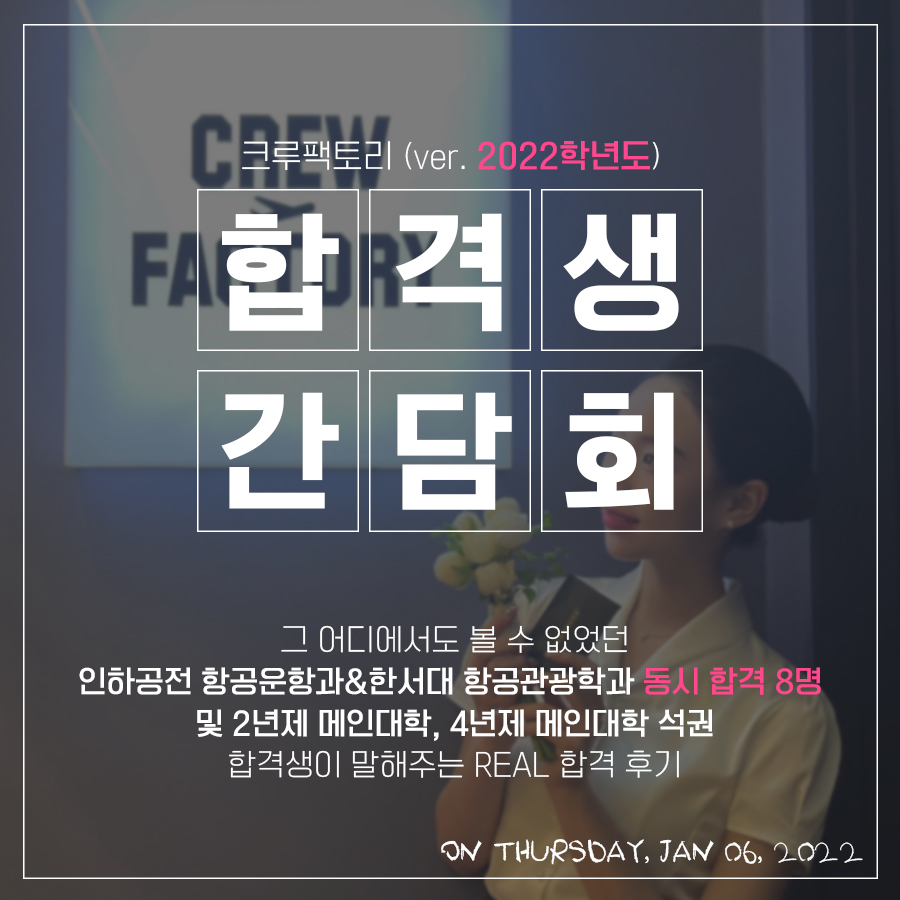 CREW
FACTORY
크루팩토리 (ver. 2022학년도)
합격생
간담회
그 어디에서도 볼 수 없었던
인하공전 항공운항과&한서대 항공관광학과 동시 합격 8명
및 2년제 메인대학, 4년제 메인대학 석권
합격생이 말해주는 REAL 합격 후기
ON THURSDAY, JAN 06, 2022